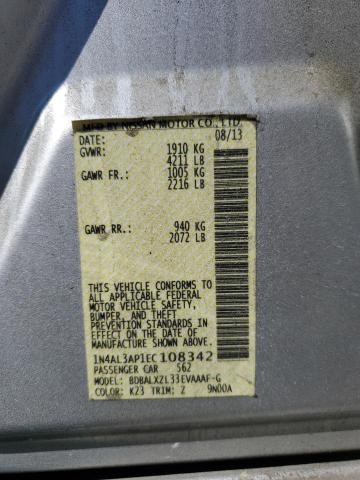 MFD BY NISSAN MOTOR CO., LTD.
DATE: 08/13
GVWR: 1910 KG
4211 LB
GAWR FR.: 1005 KG
2216 LB
GAWR RR.: 940 KG
2072 LB
THIS VEHICLE CONFORMS TO
ALL APPLICABLE FEDERAL
MOTOR VEHICLE SAFETY,
BUMPER, AND THEFT
PREVENTION STANDARDS IN
EFFECT ON THE DATE OF
MANUFACTURE SHOWN ABOVE.
1N4AL3AP1EC108342
PASSENGER CAR 562
MODEL: BDBALXZL33EVAAAF-G
COLOR: K23 TRIM: Z 9N00A